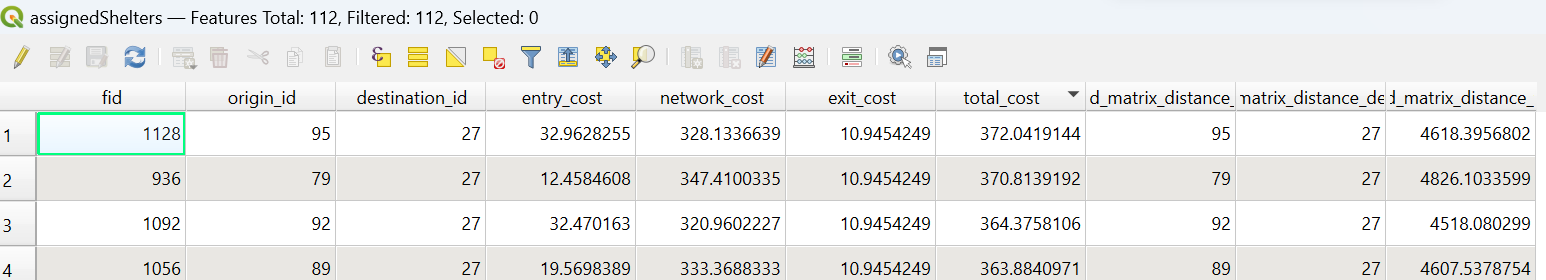 assignedShelters — Features Total: 112, Filtered: 112, Selected: 0
fid origin_id destination_id entry_cost network_cost exit_cost total_cost d_matrix_distance_ matrix_distance_de d_matrix_distance_
1 1128 95 27 32.9628255 328.1336639 10.9454249 372.0419144 95 27 4618.3956802
2 936 79 27 12.4584608 347.4100335 10.9454249 370.8139192 79 27 4826.1033599
3 1092 92 27 32.470163 320.9602227 10.9454249 364.3758106 92 27 4518.080299
4 1056 89 27 19.5698389 333.3688333 10.9454249 363.8840971 89 27 4607.5378754